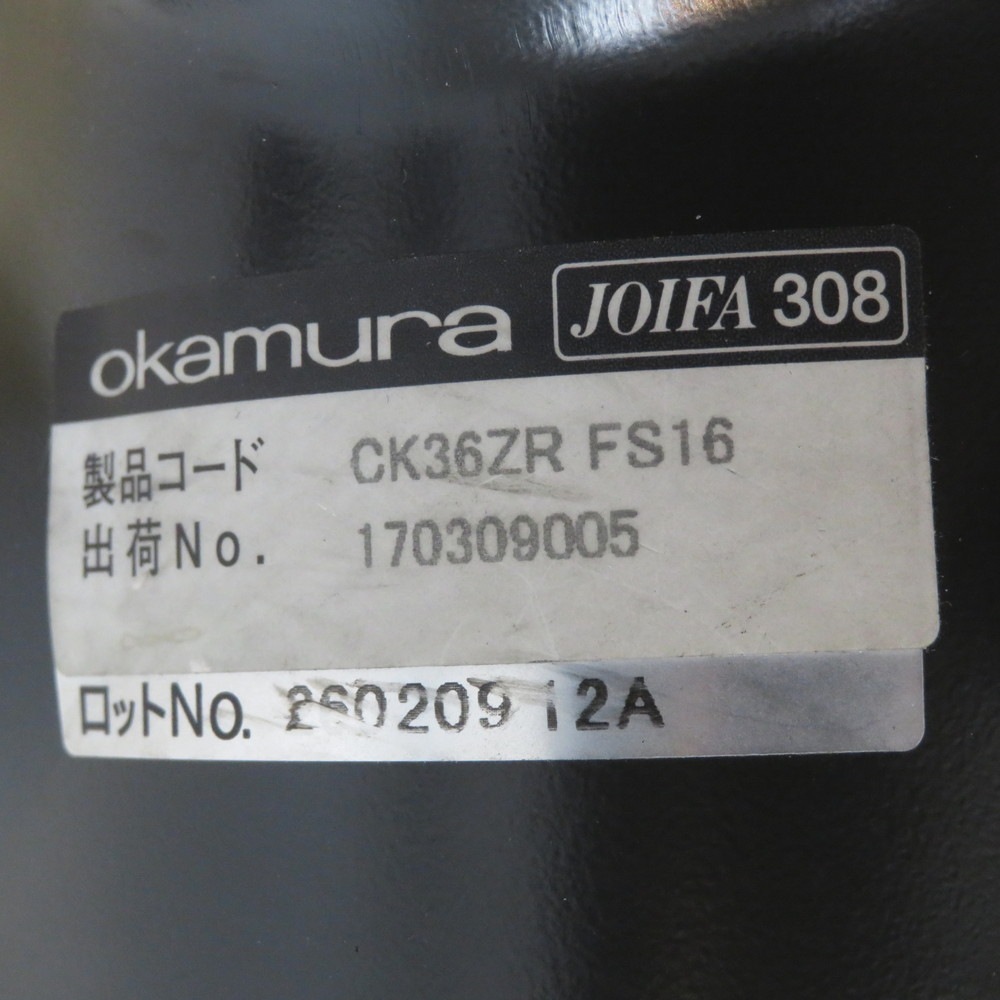 okamura JOIFA 308
製品コード CK36ZR FS16
出荷No. 170309005
ロットNo. 260209 12A